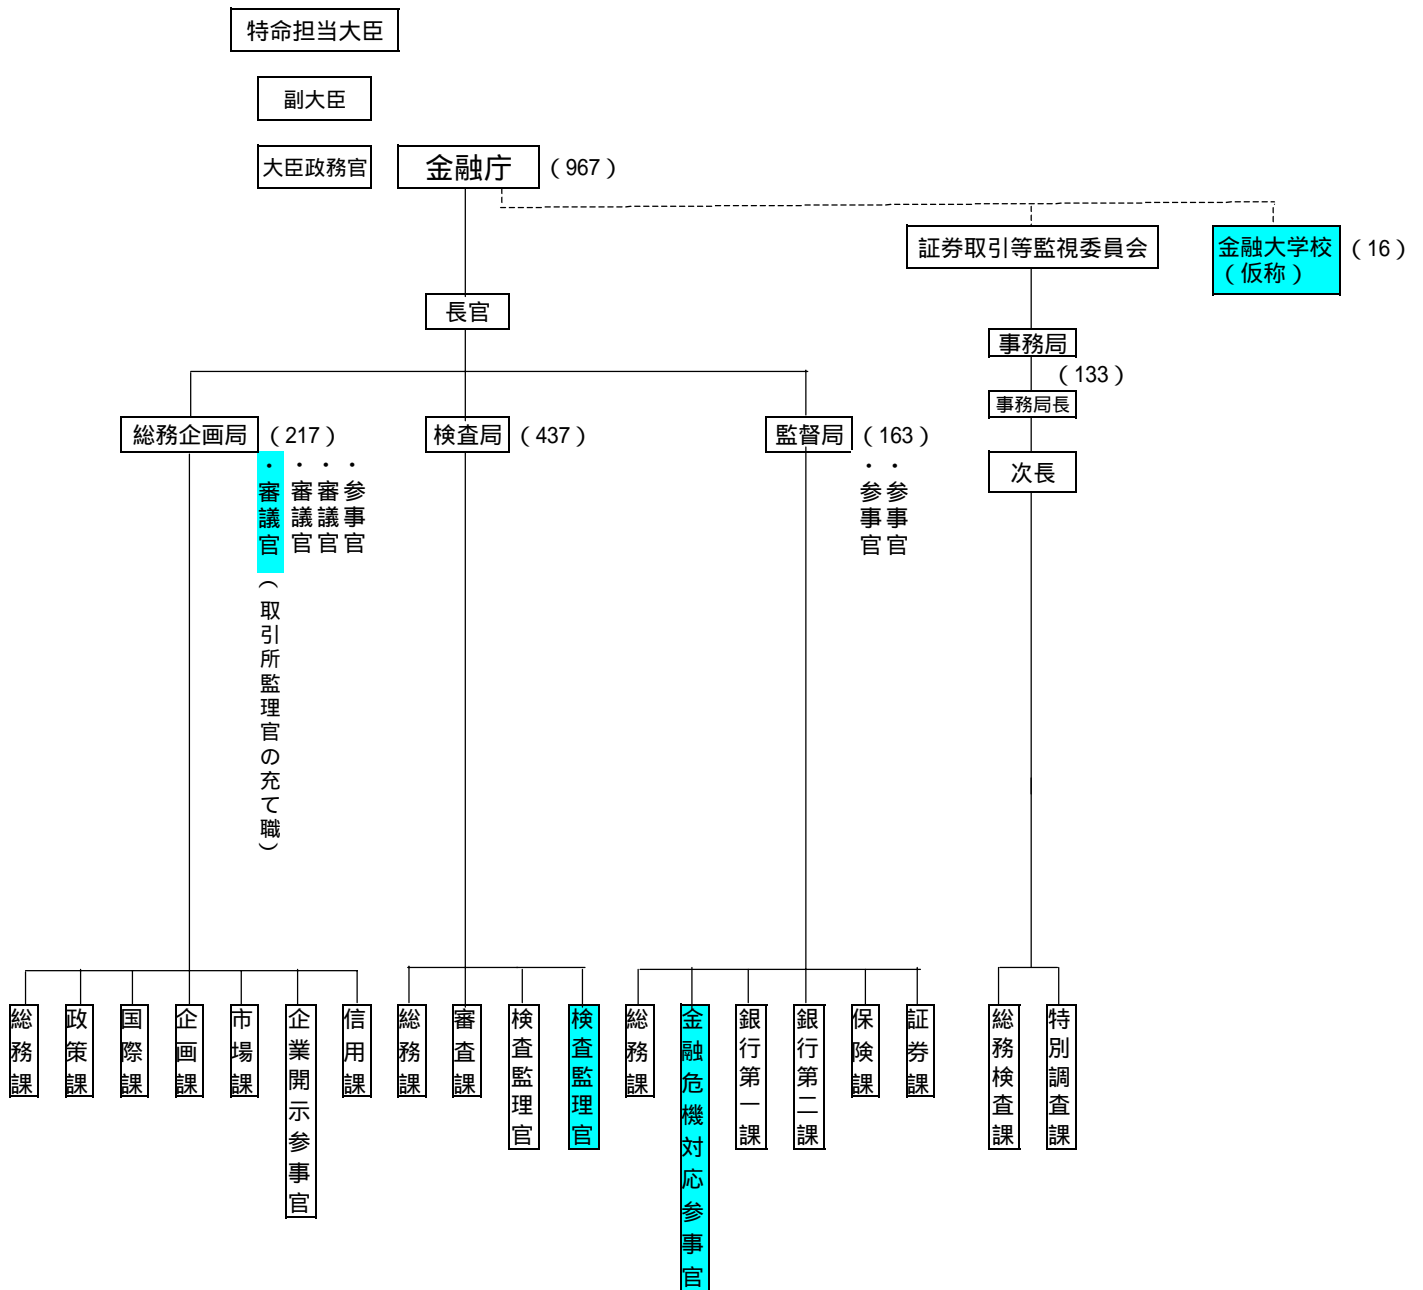 特命担当大臣
副大臣
大臣政務官
金融庁
（967）
証券取引等監視委員会
金融大学校
（仮称）
（16）
長官
事務局
（133）
事務局長
次長
総務企画局
（217）
・審議官
（取引所監理官の充て職）
・審議官
・審議官
・参事官
検査局
（437）
監督局
（163）
・参事官
・参事官
総務課
政策課
国際課
企画課
市場課
企業開示参事官
信用課
総務課
審査課
検査監理官
検査監理官
総務課
金融危機対応参事官
銀行第一課
銀行第二課
保険課
証券課
総務検査課
特別調査課